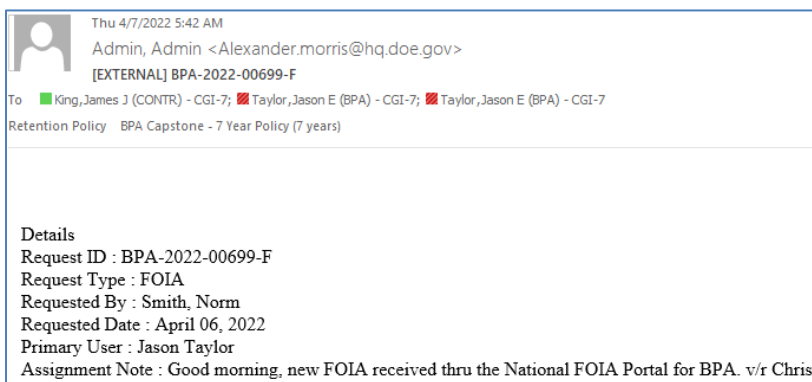 Thu 4/7/2022 5:42 AM
Admin, Admin <Alexander.morris@hq.doe.gov>
[EXTERNAL] BPA-2022-00699-F
To King,James J (CONTR) - CGI-7; Taylor,Jason E (BPA) - CGI-7; Taylor,Jason E (BPA) - CGI-7
Retention Policy BPA Capstone - 7 Year Policy (7 years)
Details
Request ID : BPA-2022-00699-F
Request Type : FOIA
Requested By : Smith, Norm
Requested Date : April 06, 2022
Primary User : Jason Taylor
Assignment Note : Good morning, new FOIA received thru the National FOIA Portal for BPA. v/r Chris